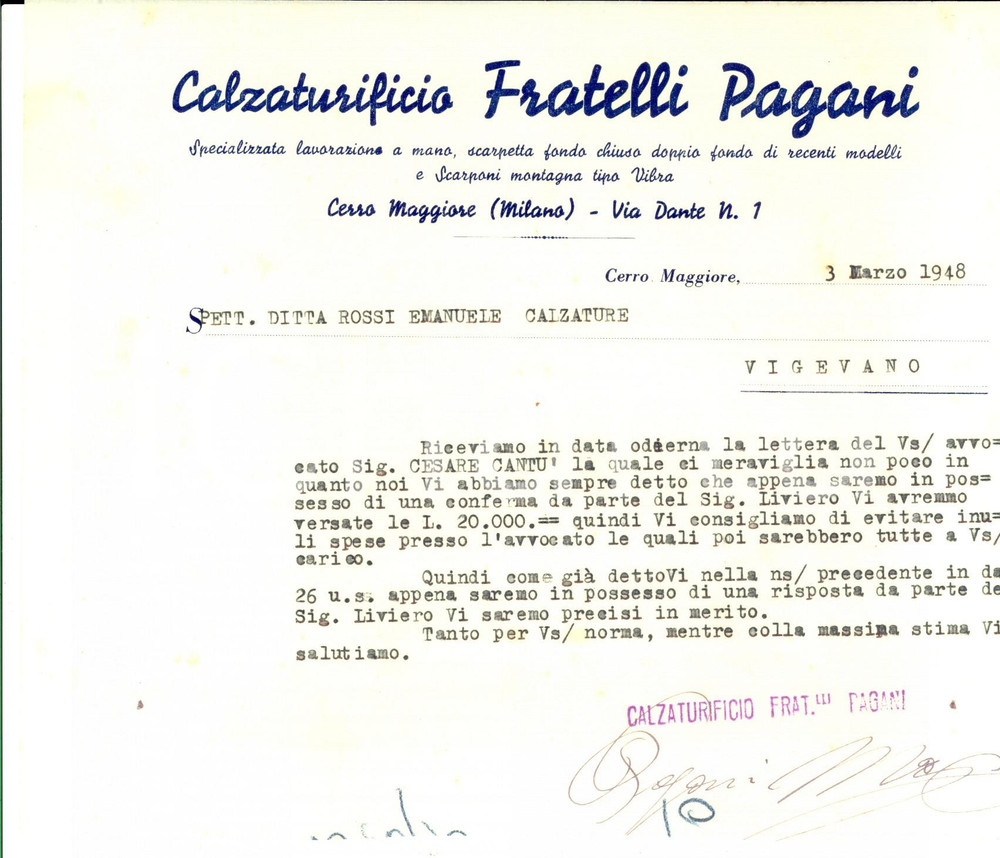 Calzaturificio Fratelli Pagani
Specializzata lavorazione a mano, scarpetta fondo chiuso doppio fondo di recenti modelli
e Scarponi montagna tipo Vibra
Cerro Maggiore (Milano) - Via Dante N. 1
Cerro Maggiore, 3 Marzo 1948
SPETT. DITTA ROSSI EMANUELE CALZATURE
VIGEVANO
Riceviamo in data odierna la lettera del Vs/ avvo=
cato Sig. CESARE CANTU' la quale ci meraviglia non poco in
quanto noi Vi abbiamo sempre detto che appena saremo in pos=
sesso di una conferma da parte del Sig. Liviero Vi avremmo
versate le L. 20.000.== quindi Vi consigliamo di evitare inu=
li spese presso l'avvocato le quali poi sarebbero tutte a Vs/
carico.
Quindi come già dettoVi nella ns/ precedente in da
26 u.s. appena saremo in possesso di una risposta da parte de
Sig. Liviero Vi saremo precisi in merito.
Tanto per Vs/ norma, mentre colla massima stima Vi
salutiamo.
CALZATURIFICIO FRAT.LLI PAGANI
Pagani
10